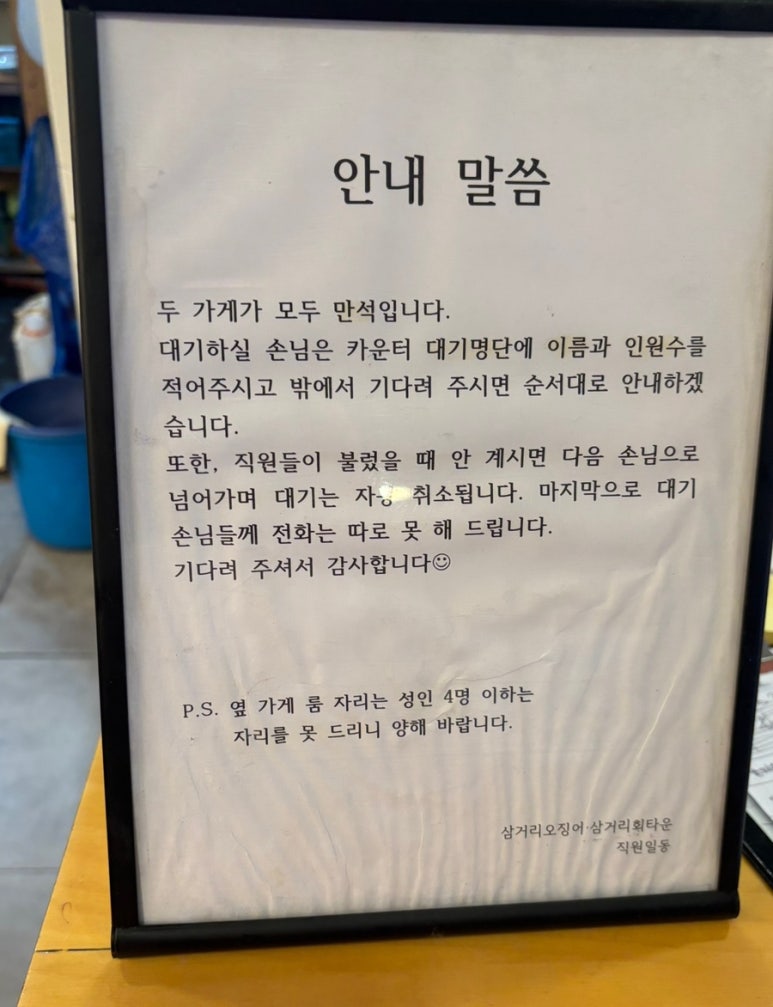 안내 말씀
두 가게가 모두 만석입니다.
대기하실 손님은 카운터 대기명단에 이름과 인원수를
적어주시고 밖에서 기다려 주시면 순서대로 안내하겠
습니다.
또한, 직원들이 불렀을 때 안 계시면 다음 손님으로
넘어가며 대기는 자동 취소됩니다. 마지막으로 대기
손님들께 전화는 따로 못 해 드립니다.
기다려 주셔서 감사합니다☺
P.S. 옆 가게 룸 자리는 성인 4명 이하는
자리를 못 드리니 양해 바랍니다.
삼거리오징어·삼거리회타운
직원일동